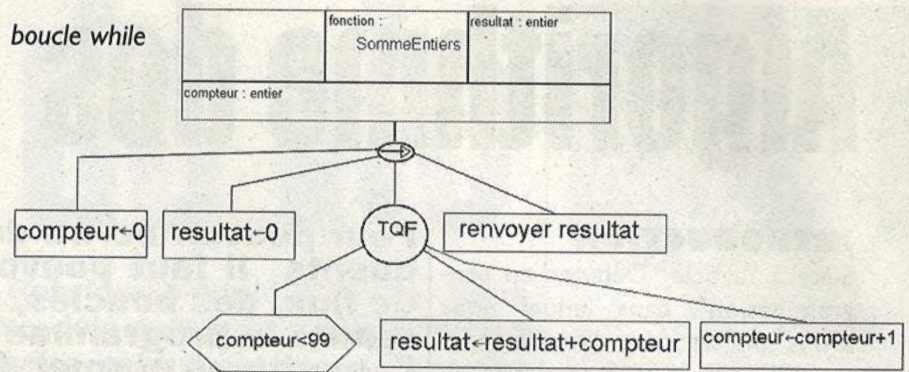 boucle while
fonction :
SommeEntiers
resultat : entier
compteur : entier
compteur←0
resultat←0
TQF
renvoyer resultat
compteur<99
resultat←resultat+compteur
compteur←compteur+1